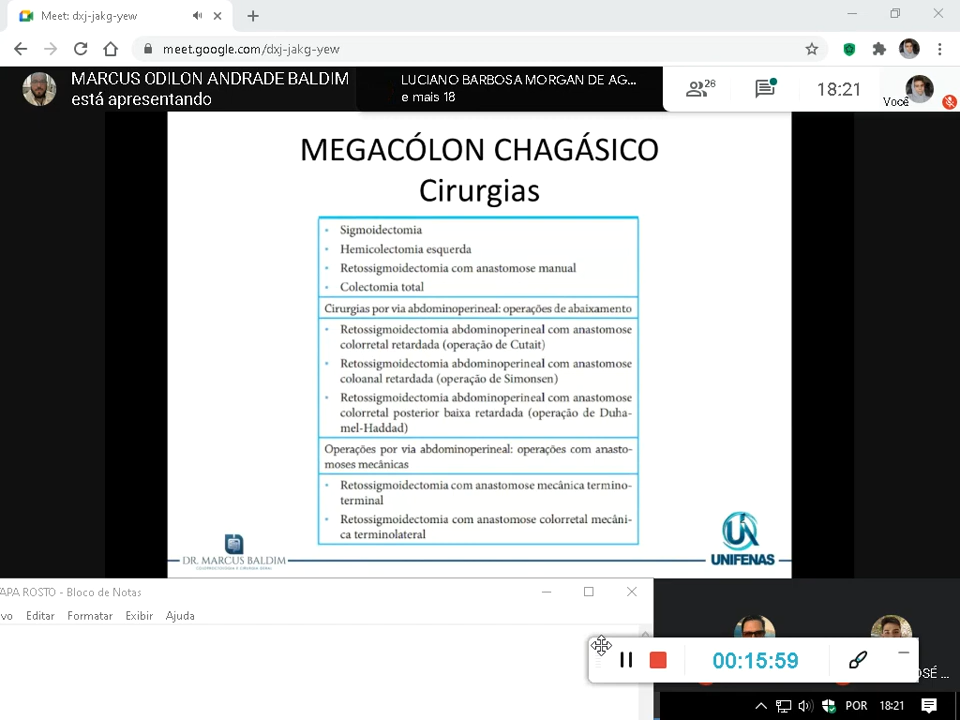 Meet: dxj-jakg-yew
meet.google.com/dxj-jakg-yew
MARCUS ODILON ANDRADE BALDIM
está apresentando
LUCIANO BARBOSA MORGAN DE AG...
e mais 18
28
18:21
Você
MEGACÓLON CHAGÁSICO
Cirurgias
• Sigmoidectomia
• Hemicolectomia esquerda
• Retossigmoidectomia com anastomose manual
• Colectomia total
Cirurgias por via abdominoperineal: operações de abaixamento
• Retossigmoidectomia abdominoperineal com anastomose
colorretal retardada (operação de Cutait)
• Retossigmoidectomia abdominoperineal com anastomose
coloanal retardada (operação de Simonsen)
• Retossigmoidectomia abdominoperineal com anastomose
colorretal posterior baixa retardada (operação de Duha-
mel-Haddad)
Operações por via abdominoperineal: operações com anasto-
moses mecânicas
• Retossigmoidectomia com anastomose mecânica termino-
terminal
• Retossigmoidectomia com anastomose colorretal mecâni-
ca terminolateral
DR. MARCUS BALDIM
COLOPROCTOLOGIA E CIRURGIA GERAL
UNIFENAS
APA ROSTO - Bloco de Notas
vo Editar Formatar Exibir Ajuda
00:15:59
OSÉ ...
POR 18:21